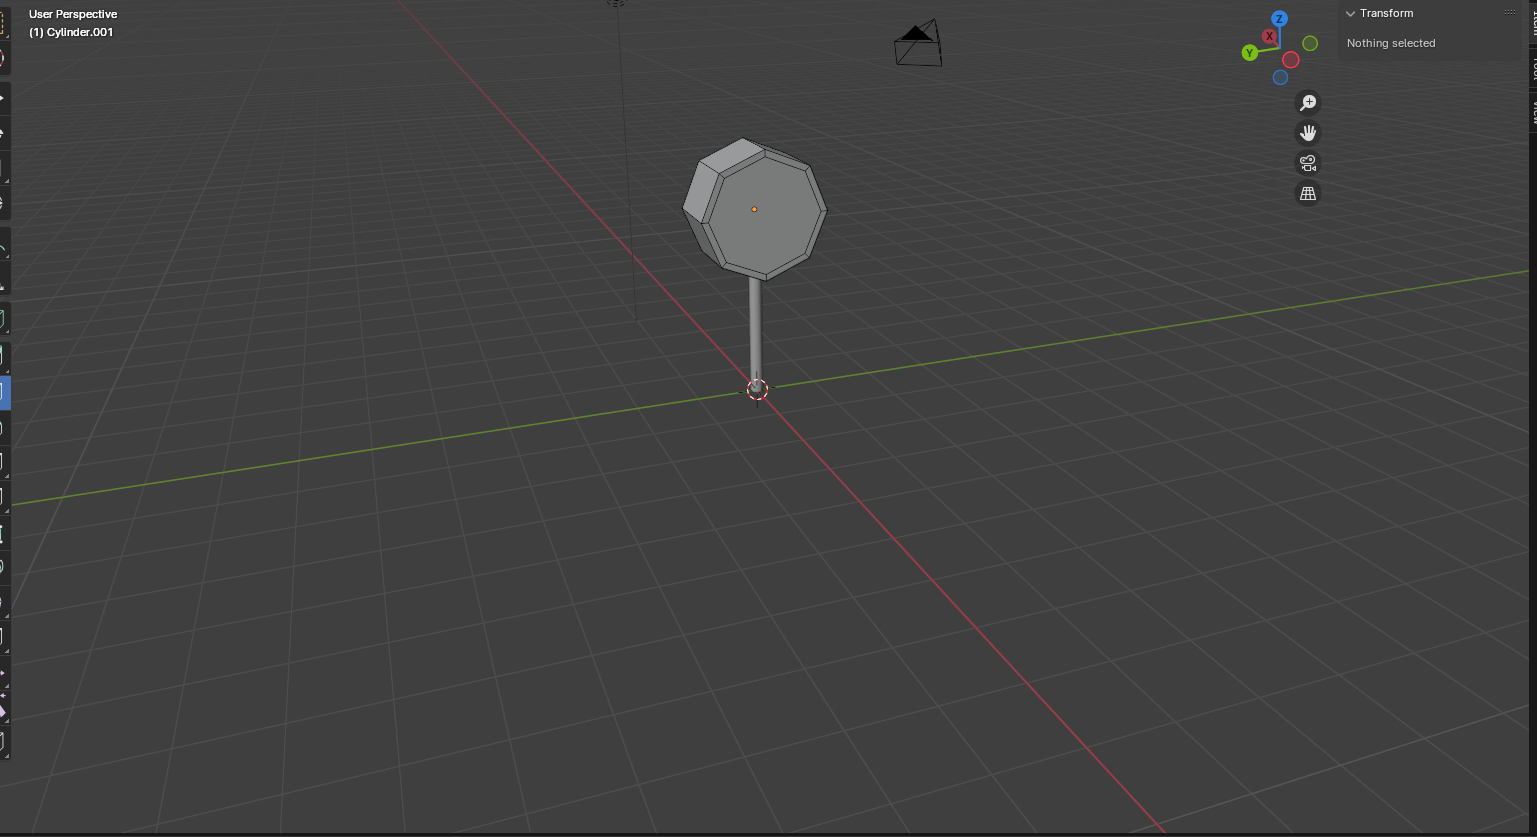 User Perspective
(1) Cylinder.001
Transform
Nothing selected
Z
X
Y